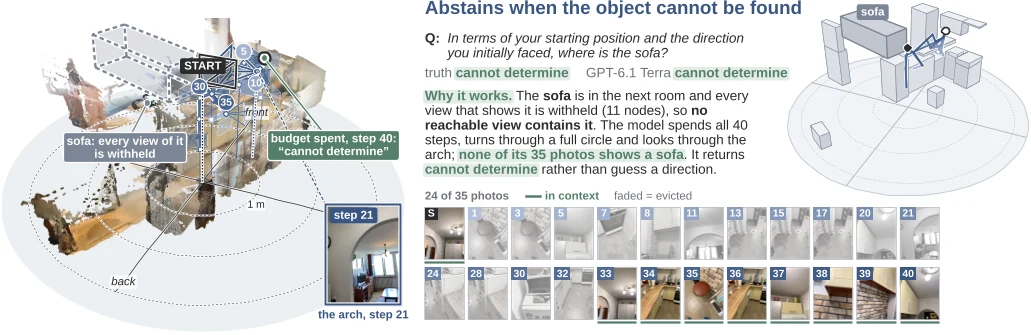 Abstains when the object cannot be found
Q: In terms of your starting position and the direction
you initially faced, where is the sofa?
truth cannot determine GPT-6.1 Terra cannot determine
Why it works. The sofa is in the next room and every
view that shows it is withheld (11 nodes), so no
reachable view contains it. The model spends all 40
steps, turns through a full circle and looks through the
arch; none of its 35 photos shows a sofa. It returns
cannot determine rather than guess a direction.
24 of 35 photos in context faded = evicted
S 1 3 5 7 8 11 13 15 17 20 21
24 28 30 32 33 34 35 36 37 38 39 40
START
5
10
30
35
front
sofa: every view of it
is withheld
budget spent, step 40:
“cannot determine”
1 m
back
step 21
the arch, step 21
sofa